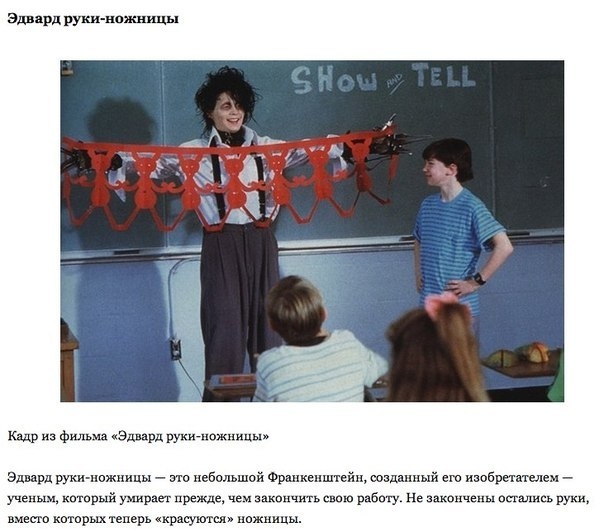 Эдвард руки-ножницы
SHOW AND TELL
Кадр из фильма «Эдвард руки-ножницы»
Эдвард руки-ножницы — это небольшой Франкенштейн, созданный его изобретателем —
ученым, который умирает прежде, чем закончить свою работу. Не закончены остались руки,
вместо которых теперь «красуются» ножницы.